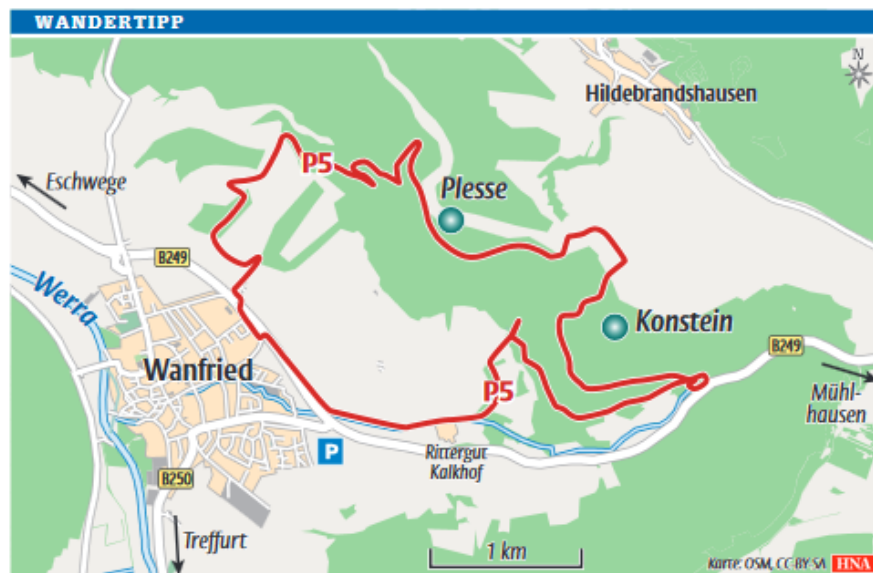 WANDERTIPP
N
Hildebrandshausen
P5
Eschwege
Plesse
B249
Werra
Konstein
B249
Wanfried
P5
Mühl-
hausen
P
Rittergut
Kalkhof
B250
Treffurt
1 km
Karte: OSM, CC-BY-SA HNA